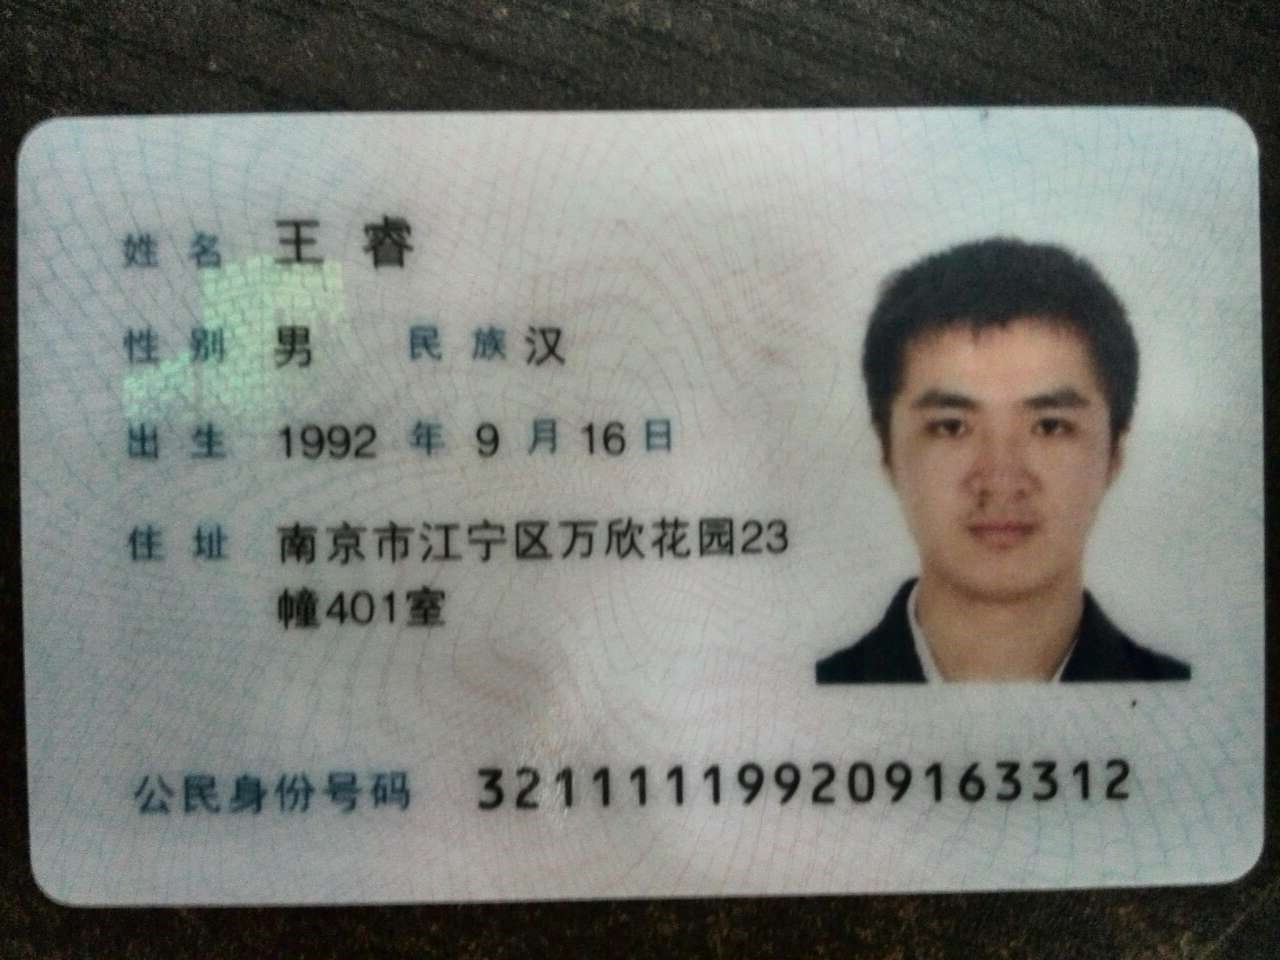 姓名 王睿
性别 男 民族 汉
出生 1992 年 9 月 16 日
住址 南京市江宁区万欣花园23
幢401室
公民身份号码 321111199209163312